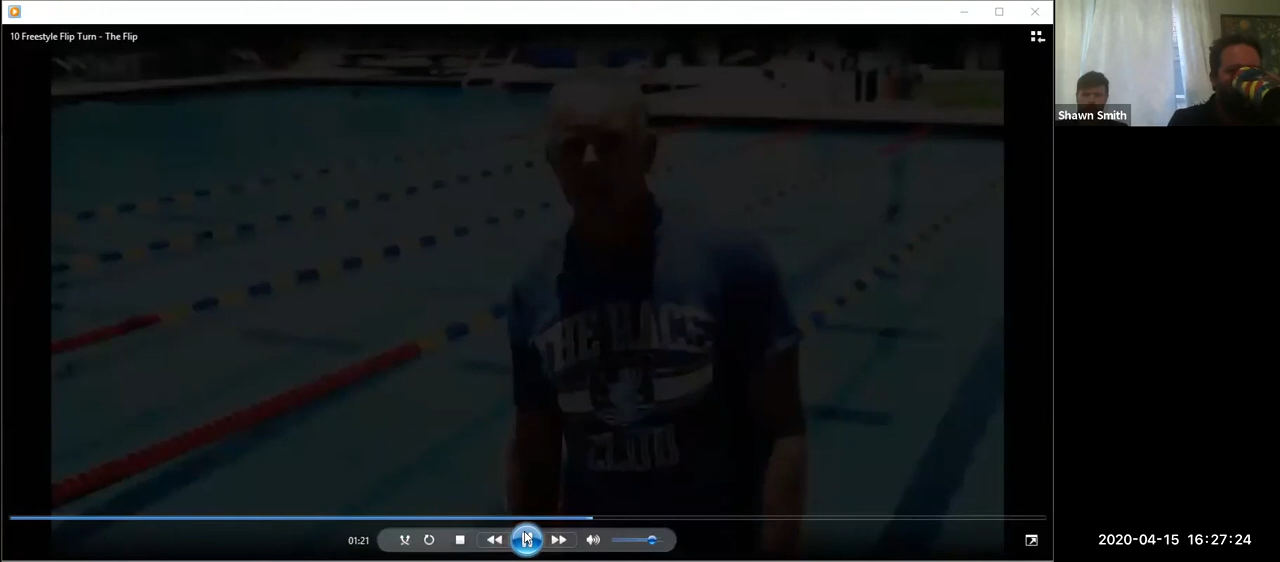 10 Freestyle Flip Turn - The Flip
Shawn Smith
THE RACE
CLUB
01:21
2020-04-15 16:27:24